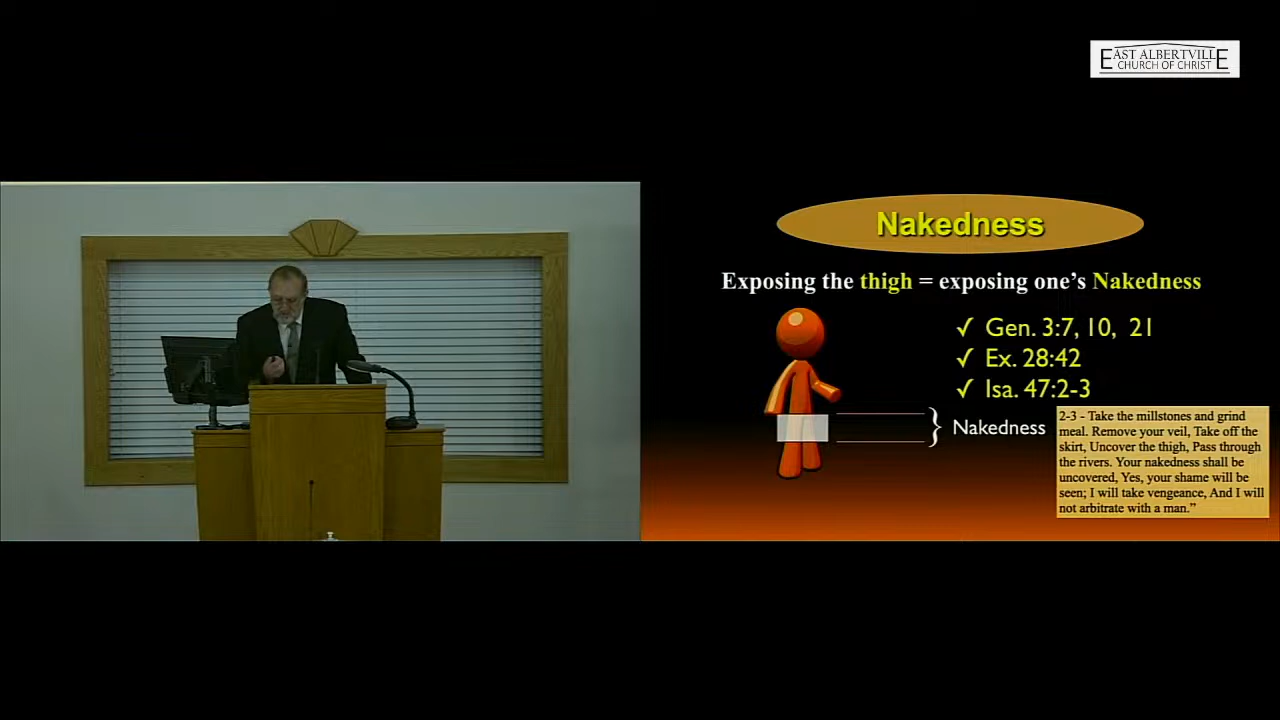 EAST ALBERTVILLE
CHURCH OF CHRIST
Nakedness
Exposing the thigh = exposing one's Nakedness
✓ Gen. 3:7, 10, 21
✓ Ex. 28:42
✓ Isa. 47:2-3
Nakedness
2-3 - Take the millstones and grind
meal. Remove your veil, Take off the
skirt, Uncover the thigh, Pass through
the rivers. Your nakedness shall be
uncovered, Yes, your shame will be
seen; I will take vengeance, And I will
not arbitrate with a man.”